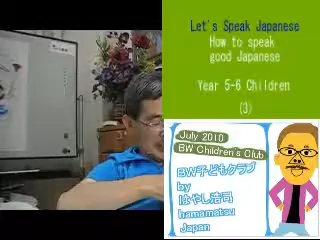 Let's Speak Japanese
How to speak
good Japanese
Year 5-6 Children
(3)
July 2010
BW Children's Club
BW子どもクラブ
by
はやし浩司
hamamatsu
Japan